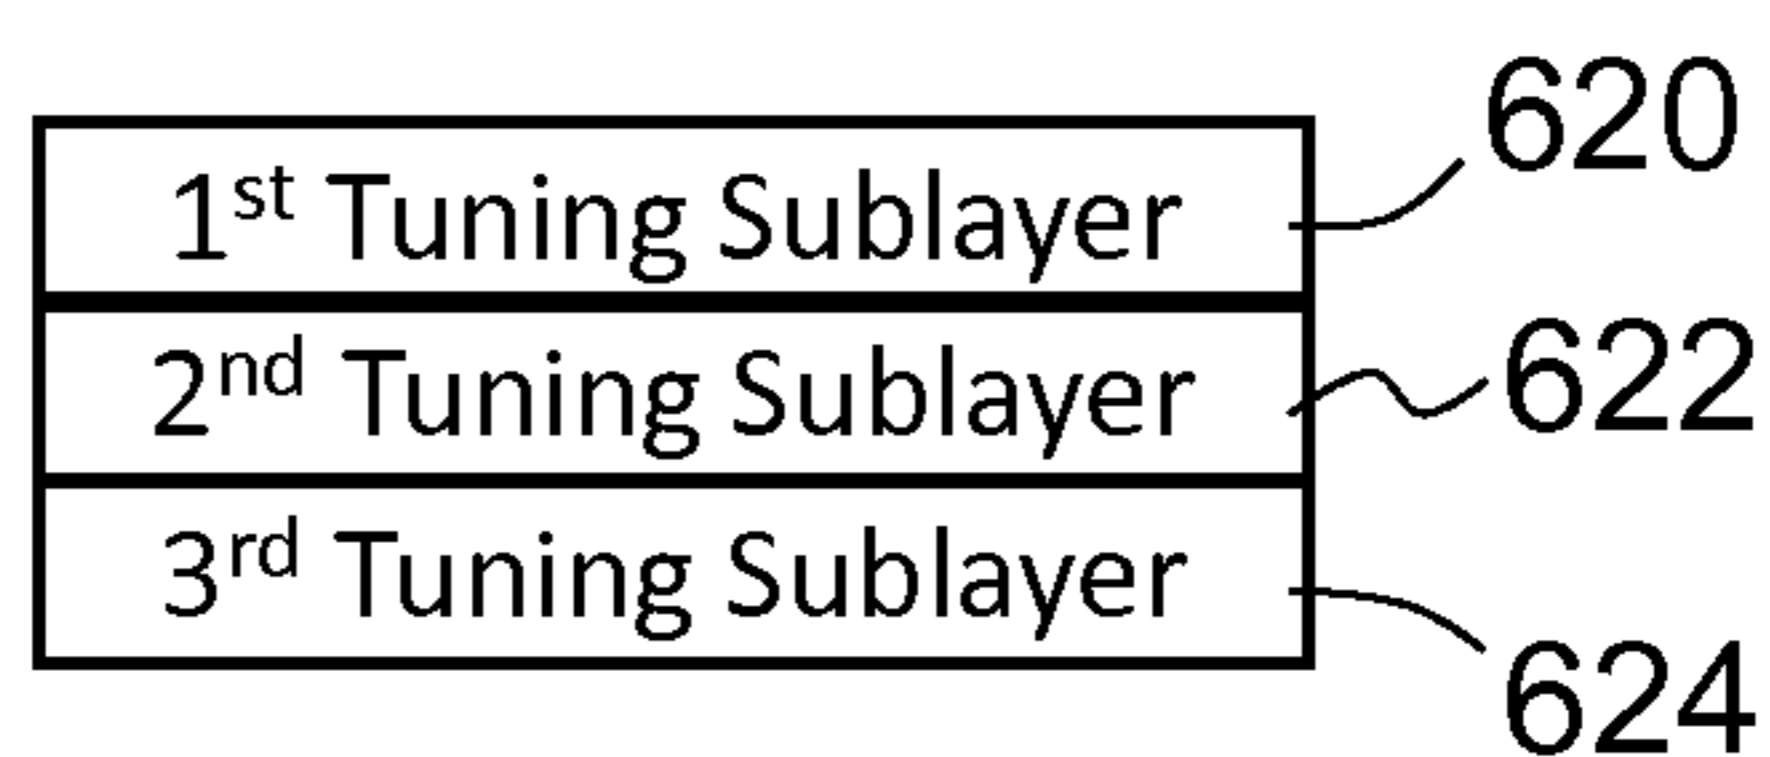 620
1st Tuning Sublayer
2nd Tuning Sublayer 622
3rd Tuning Sublayer
624